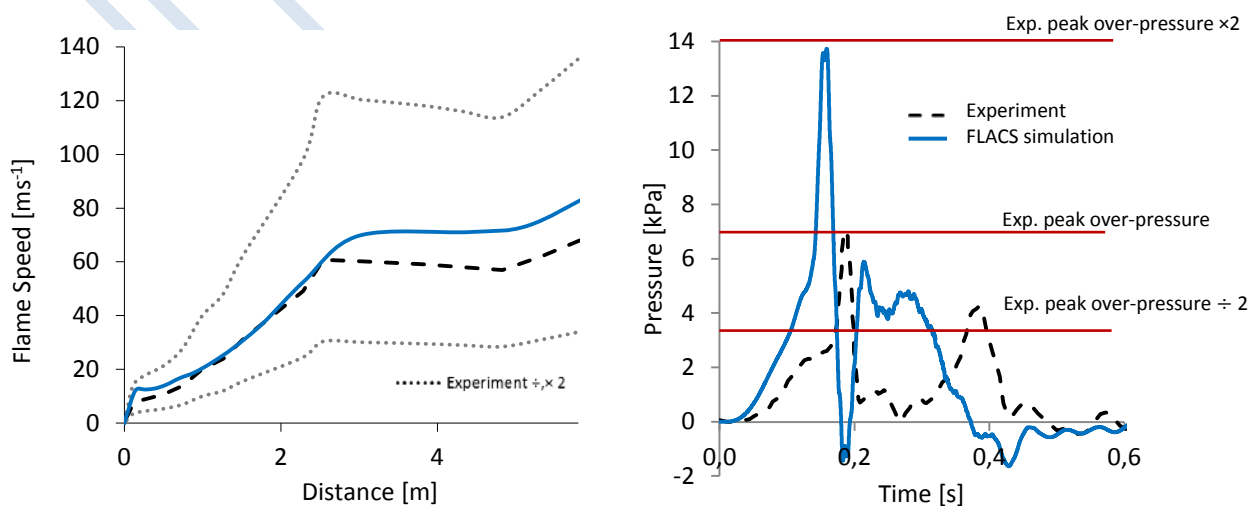 140
120
100
80
60
40
20
0
Flame Speed [ms⁻¹]
Experiment ÷,× 2
0
2
4
Distance [m]
Exp. peak over-pressure ×2
14
12
10
8
6
4
2
0
-2
Pressure [kPa]
Experiment
FLACS simulation
Exp. peak over-pressure
Exp. peak over-pressure ÷ 2
0,0
0,2
0,4
0,6
Time [s]